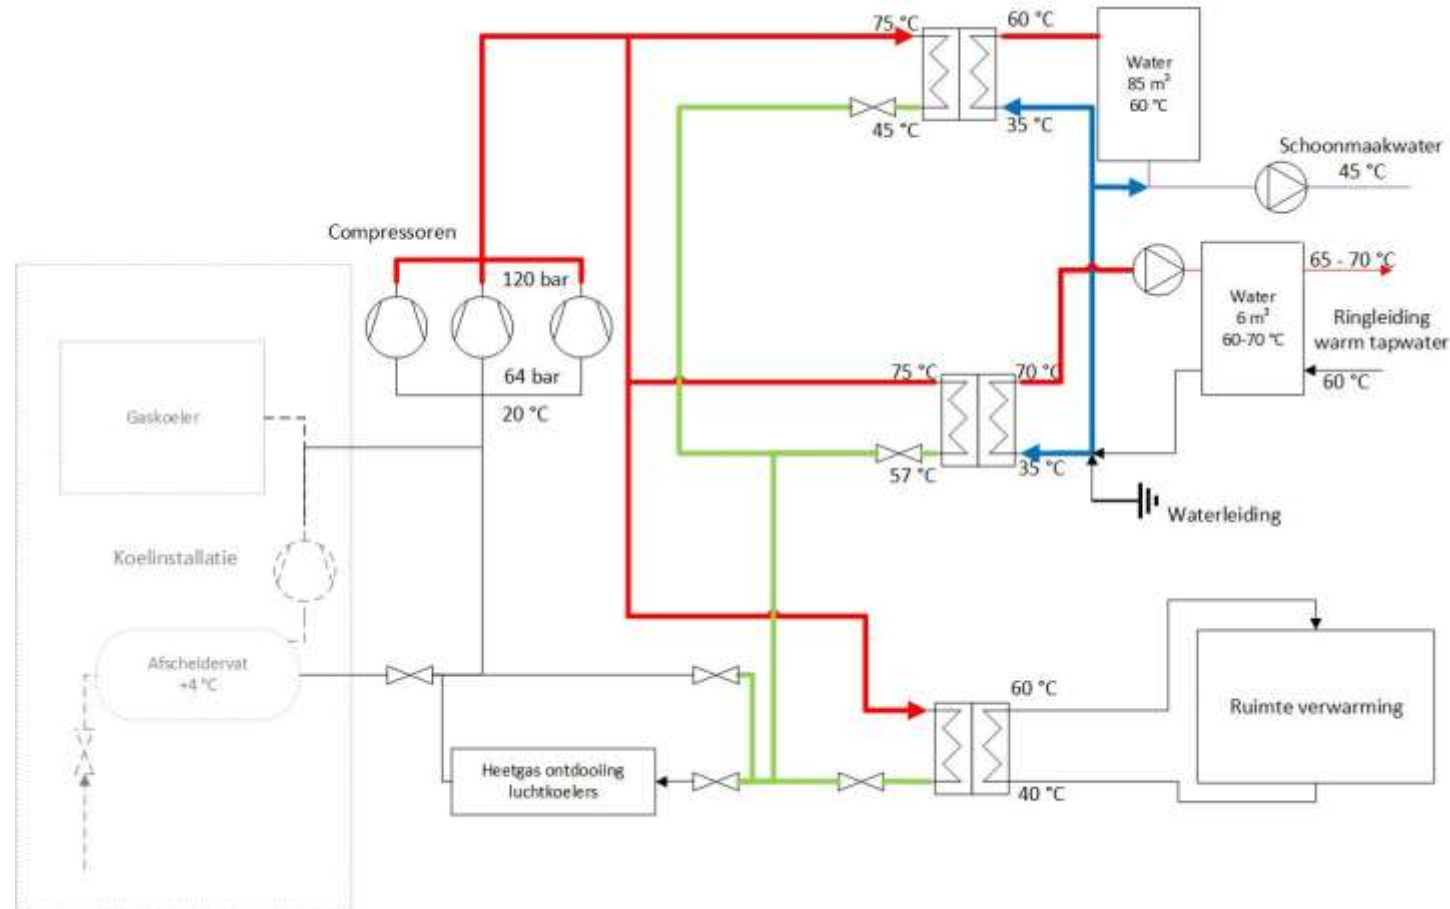 75 °C
60 °C
Water
85 m³
60 °C
45 °C
35 °C
Schoonmaakwater
45 °C
Compressoren
120 bar
65 - 70 °C
Water
6 m³
60-70 °C
Ringleiding
warm tapwater
60 °C
64 bar
20 °C
75 °C
70 °C
Gaskoeler
57 °C
35 °C
Waterleiding
Koelinstallatie
Afscheidervat
+4 °C
60 °C
Ruimte verwarming
Heetgas ontdooiing
luchtkoelers
40 °C